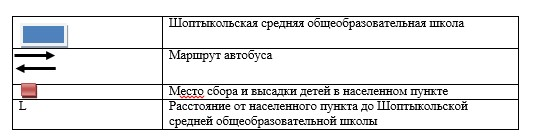 Шоптыкольская средняя общеобразовательная школа
Маршрут автобуса
Место сбора и высадки детей в населенном пункте
L Расстояние от населенного пункта до Шоптыкольской
средней общеобразовательной школы